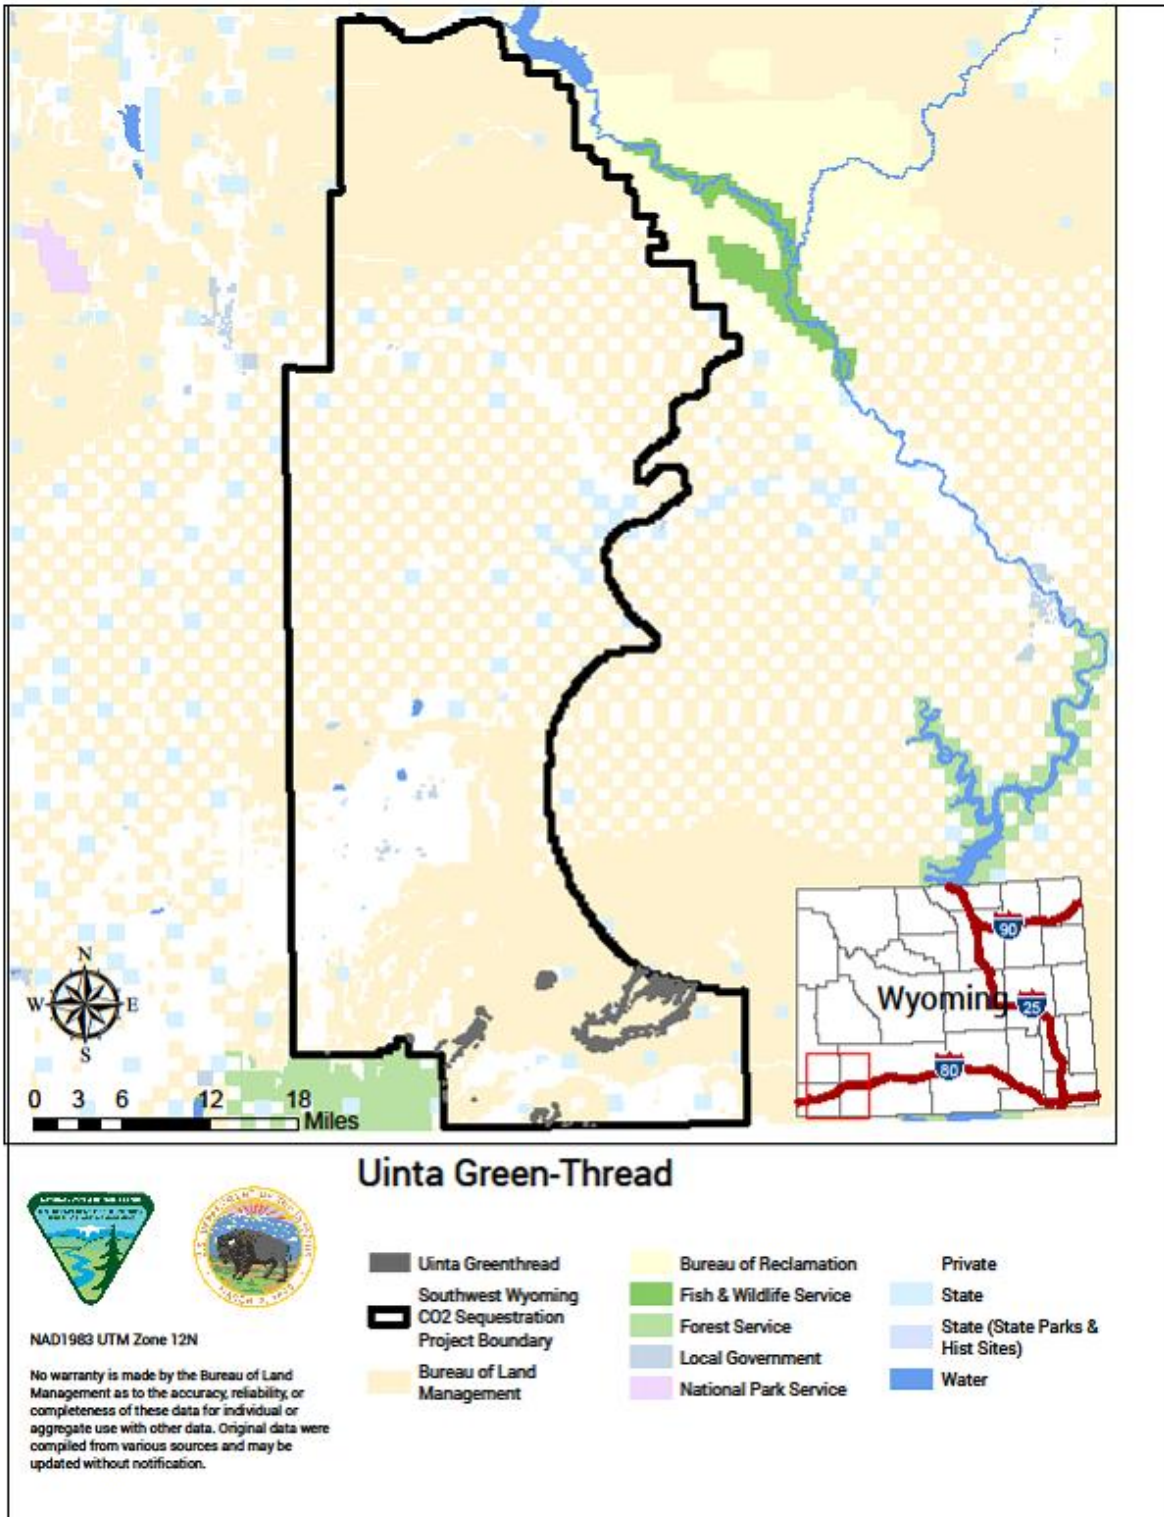 N
W E
S
0 3 6 12 18
Miles
90
Wyoming
25
80
Uinta Green-Thread
Uinta Greenthread
Southwest Wyoming
CO2 Sequestration
Project Boundary
Bureau of Land
Management
Bureau of Reclamation
Fish & Wildlife Service
Forest Service
Local Government
National Park Service
Private
State
State (State Parks &
Hist Sites)
Water
NAD1983 UTM Zone 12N
No warranty is made by the Bureau of Land
Management as to the accuracy, reliability, or
completeness of these data for individual or
aggregate use with other data. Original data were
compiled from various sources and may be
updated without notification.